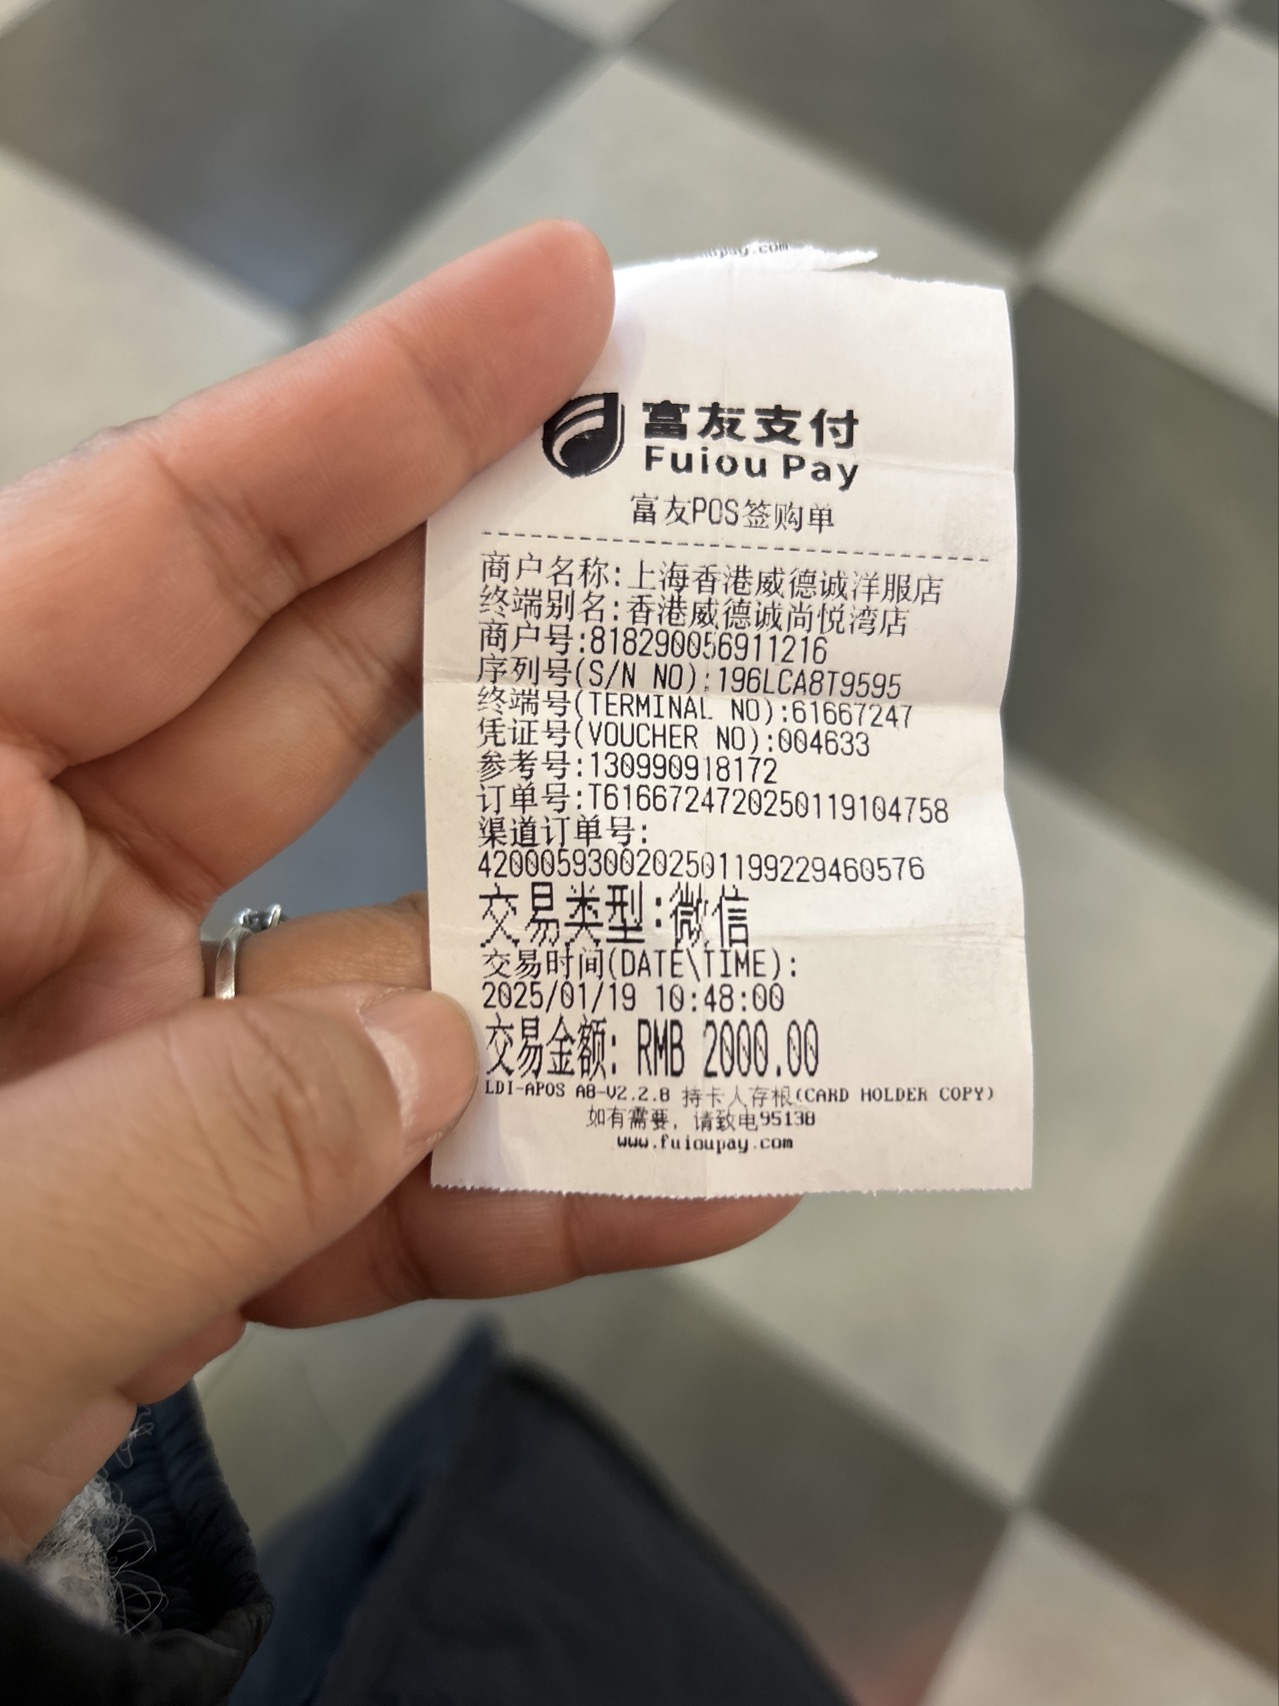 opay.com
富友支付
Fuiou Pay
富友POS签购单
商户名称:上海香港威德诚洋服店
终端别名:香港威德诚尚悦湾店
商户号:818290056911216
序列号(S/N NO):196LCA8T9595
终端号(TERMINAL NO):61667247
凭证号(VOUCHER NO):004633
参考号:130990918172
订单号:T6166724720250119104758
渠道订单号:
4200059300202501199229460576
交易类型:微信
交易时间(DATE\TIME):
2025/01/19 10:48:00
交易金额: RMB 2000.00
LDI-APOS A8-V2.2.8 持卡人存根(CARD HOLDER COPY)
如有需要，请致电95138
www.fuioupay.com